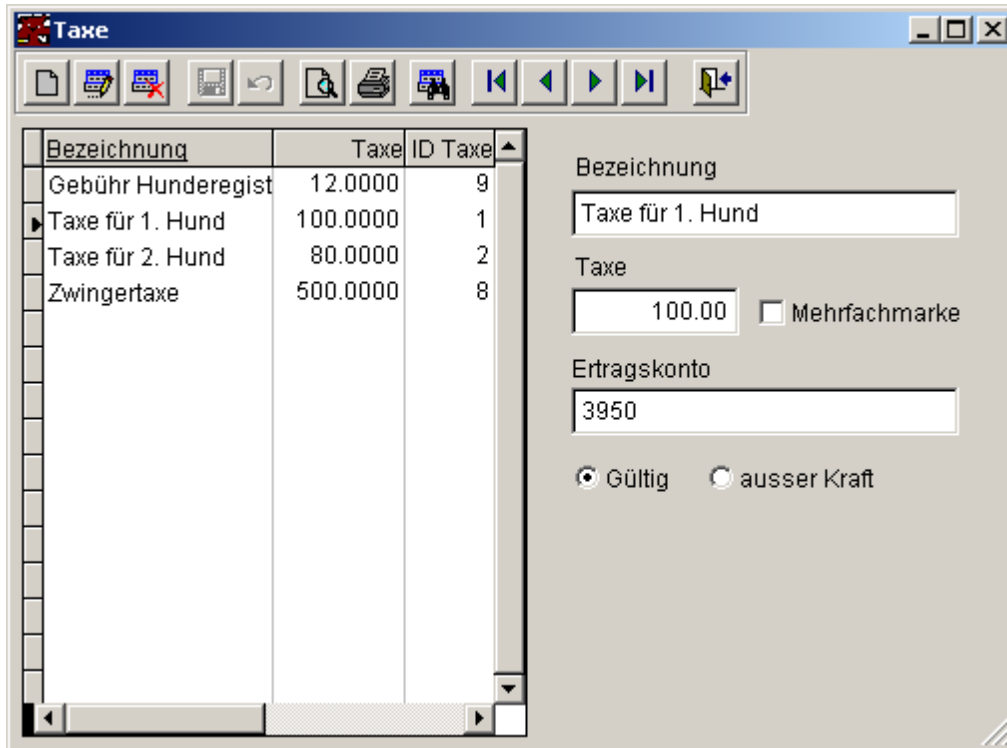 Taxe
Bezeichnung Taxe ID Taxe
Gebühr Hunderegist 12.0000 9
Taxe für 1. Hund 100.0000 1
Taxe für 2. Hund 80.0000 2
Zwingertaxe 500.0000 8
Bezeichnung
Taxe für 1. Hund
Taxe
100.00 Mehrfachmarke
Ertragskonto
3950
Gültig ausser Kraft